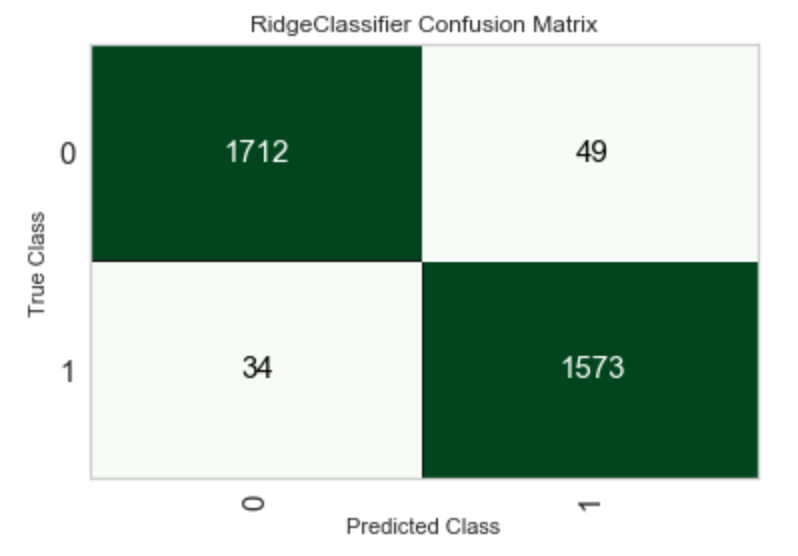 RidgeClassifier Confusion Matrix
0
1712
49
True Class
1
34
1573
0
1
Predicted Class